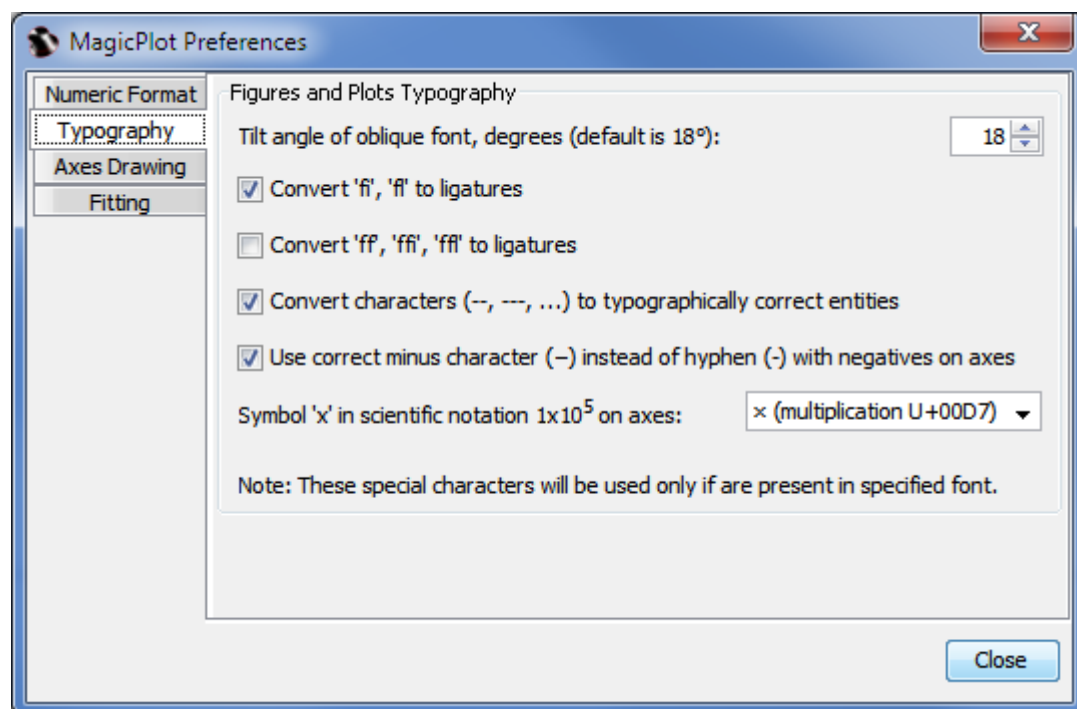 MagicPlot Preferences
Numeric Format
Typography
Axes Drawing
Fitting
Figures and Plots Typography
Tilt angle of oblique font, degrees (default is 18°):
18
Convert 'fi', 'fl' to ligatures
Convert 'ff', 'ffi', 'ffl' to ligatures
Convert characters (--, ---, ...) to typographically correct entities
Use correct minus character (−) instead of hyphen (-) with negatives on axes
Symbol 'x' in scientific notation 1x10⁵ on axes:
× (multiplication U+00D7)
Note: These special characters will be used only if are present in specified font.
Close